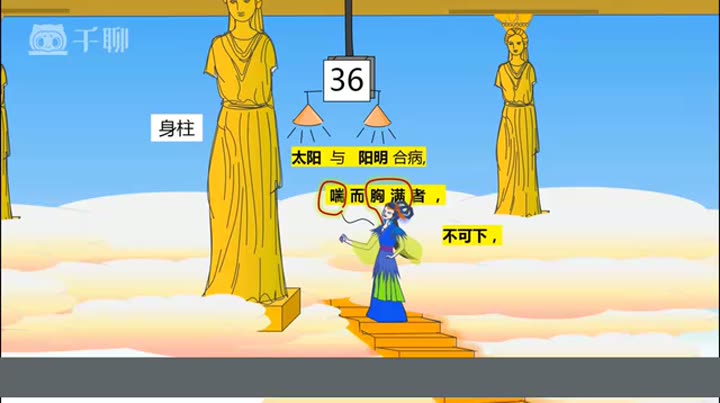 千聊
36
身柱
太阳 与 阳明 合病,
喘而胸满者，
不可下，